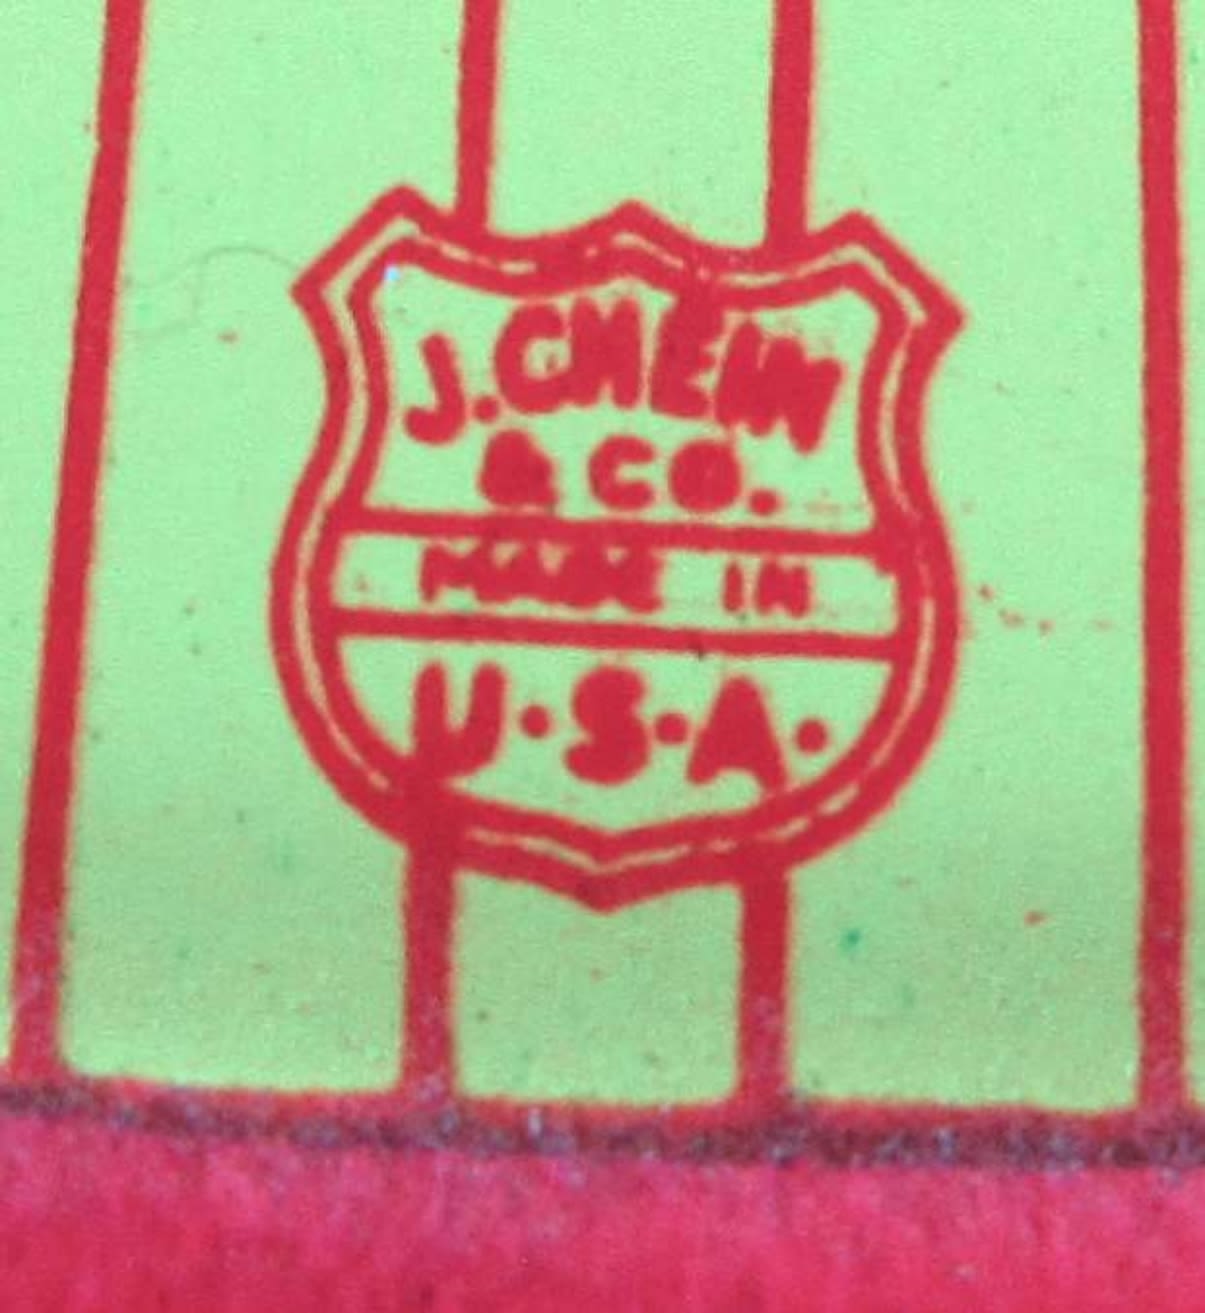 J. CHEIN
& CO.
MADE IN
U·S·A·